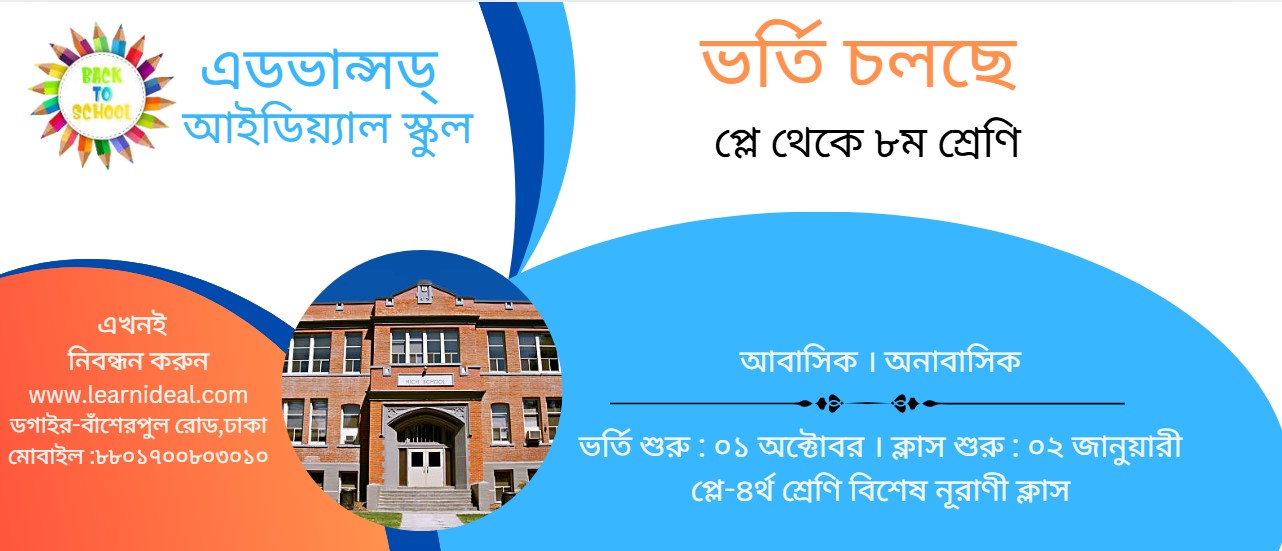 BACK
TO
SCHOOL
এডভান্সড্
আইডিয়্যাল স্কুল
ভর্তি চলছে
প্লে থেকে ৮ম শ্রেণি
এখনই
নিবন্ধন করুন
www.learnideal.com
ডগাইর-বাঁশেরপুল রোড,ঢাকা
মোবাইল :৮৮০১৭০০৮০৩০১০
HIGH SCHOOL
আবাসিক । অনাবাসিক
ভর্তি শুরু : ০১ অক্টোবর । ক্লাস শুরু : ০২ জানুয়ারী
প্লে-৪র্থ শ্রেণি বিশেষ নূরাণী ক্লাস